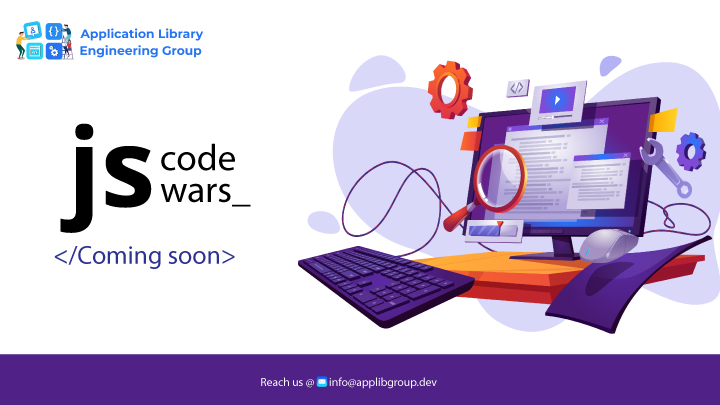 Application Library
Engineering Group
js code
wars_
</Coming soon>
Reach us @ info@applibgroup.dev